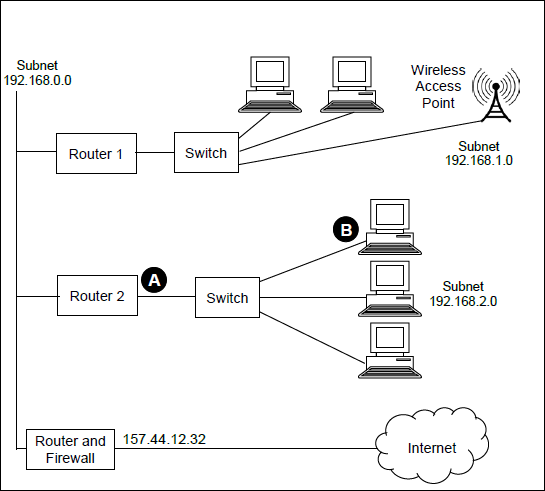 Subnet
192.168.0.0
Wireless
Access
Point
Router 1
Switch
Subnet
192.168.1.0
B
A
Router 2
Switch
Subnet
192.168.2.0
Router and
Firewall
157.44.12.32
Internet